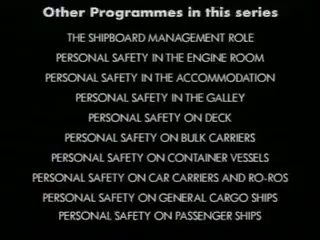 Other Programmes in this series
THE SHIPBOARD MANAGEMENT ROLE
PERSONAL SAFETY IN THE ENGINE ROOM
PERSONAL SAFETY IN THE ACCOMMODATION
PERSONAL SAFETY IN THE GALLEY
PERSONAL SAFETY ON DECK
PERSONAL SAFETY ON BULK CARRIERS
PERSONAL SAFETY ON CONTAINER VESSELS
PERSONAL SAFETY ON CAR CARRIERS AND RO-ROS
PERSONAL SAFETY ON GENERAL CARGO SHIPS
PERSONAL SAFETY ON PASSENGER SHIPS